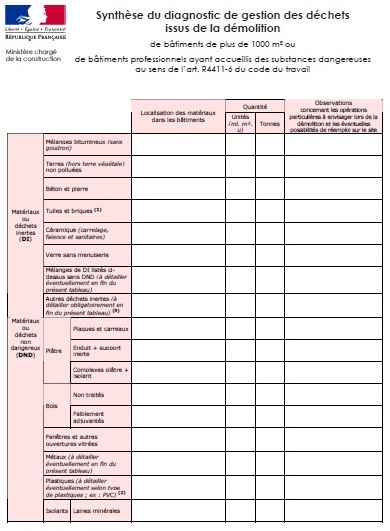 Liberté • Égalité • Fraternité
RÉPUBLIQUE FRANÇAISE
Ministère chargé
de la construction
Synthèse du diagnostic de gestion des déchets
issus de la démolition
de bâtiments de plus de 1000 m² ou
de bâtiments professionnels ayant accueillis des substances dangereuses
au sens de l'art. R4411-6 du code du travail
Localisation des matériaux
dans les bâtiments
Quantité
Unités
(ml, m²,
u)
Tonnes
Observations
concernant les opérations
particulières à envisager lors de la
démolition et les éventuelles
possibilités de réemploi sur le site
Matériaux
ou
déchets
inertes
(DI)
Mélanges bitumineux (sans
goudron)
Terres (hors terre végétale)
non polluées
Béton et pierre
Tuiles et briques (1)
Céramique (carrelage,
faïence et sanitaires)
Verre sans menuiserie
Mélanges de DI listés ci-
dessus sans DND (à détailler
éventuellement en fin du
présent tableau)
Autres déchets inertes (à
détailler obligatoirement en
fin du présent tableau) (5)
Matériaux
ou
déchets
non
dangereux
(DND)
Plâtre
Plaques et carreaux
Enduit + support
inerte
Complexes plâtre +
isolant
Bois
Non traités
Faiblement
adjuvantés
Fenêtres et autres
ouvertures vitrées
Métaux (à détailler
éventuellement en fin du
présent tableau)
Plastiques (à détailler
éventuellement selon type
de plastiques ; ex : PVC) (2)
Isolants
Laines minérales